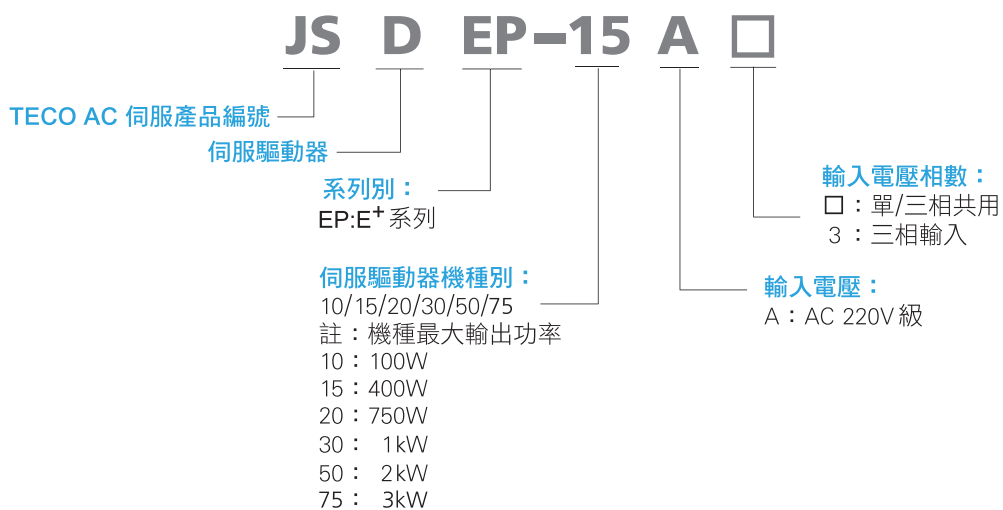 JS D EP-15 A □
TECO AC 伺服產品編號
伺服驅動器
系列別：
EP:E+ 系列
伺服驅動器機種別：
10/15/20/30/50/75
註：機種最大輸出功率
10：100W
15：400W
20：750W
30： 1kW
50： 2kW
75： 3kW
輸入電壓相數：
□：單/三相共用
3 ：三相輸入
輸入電壓：
A：AC 220V 級